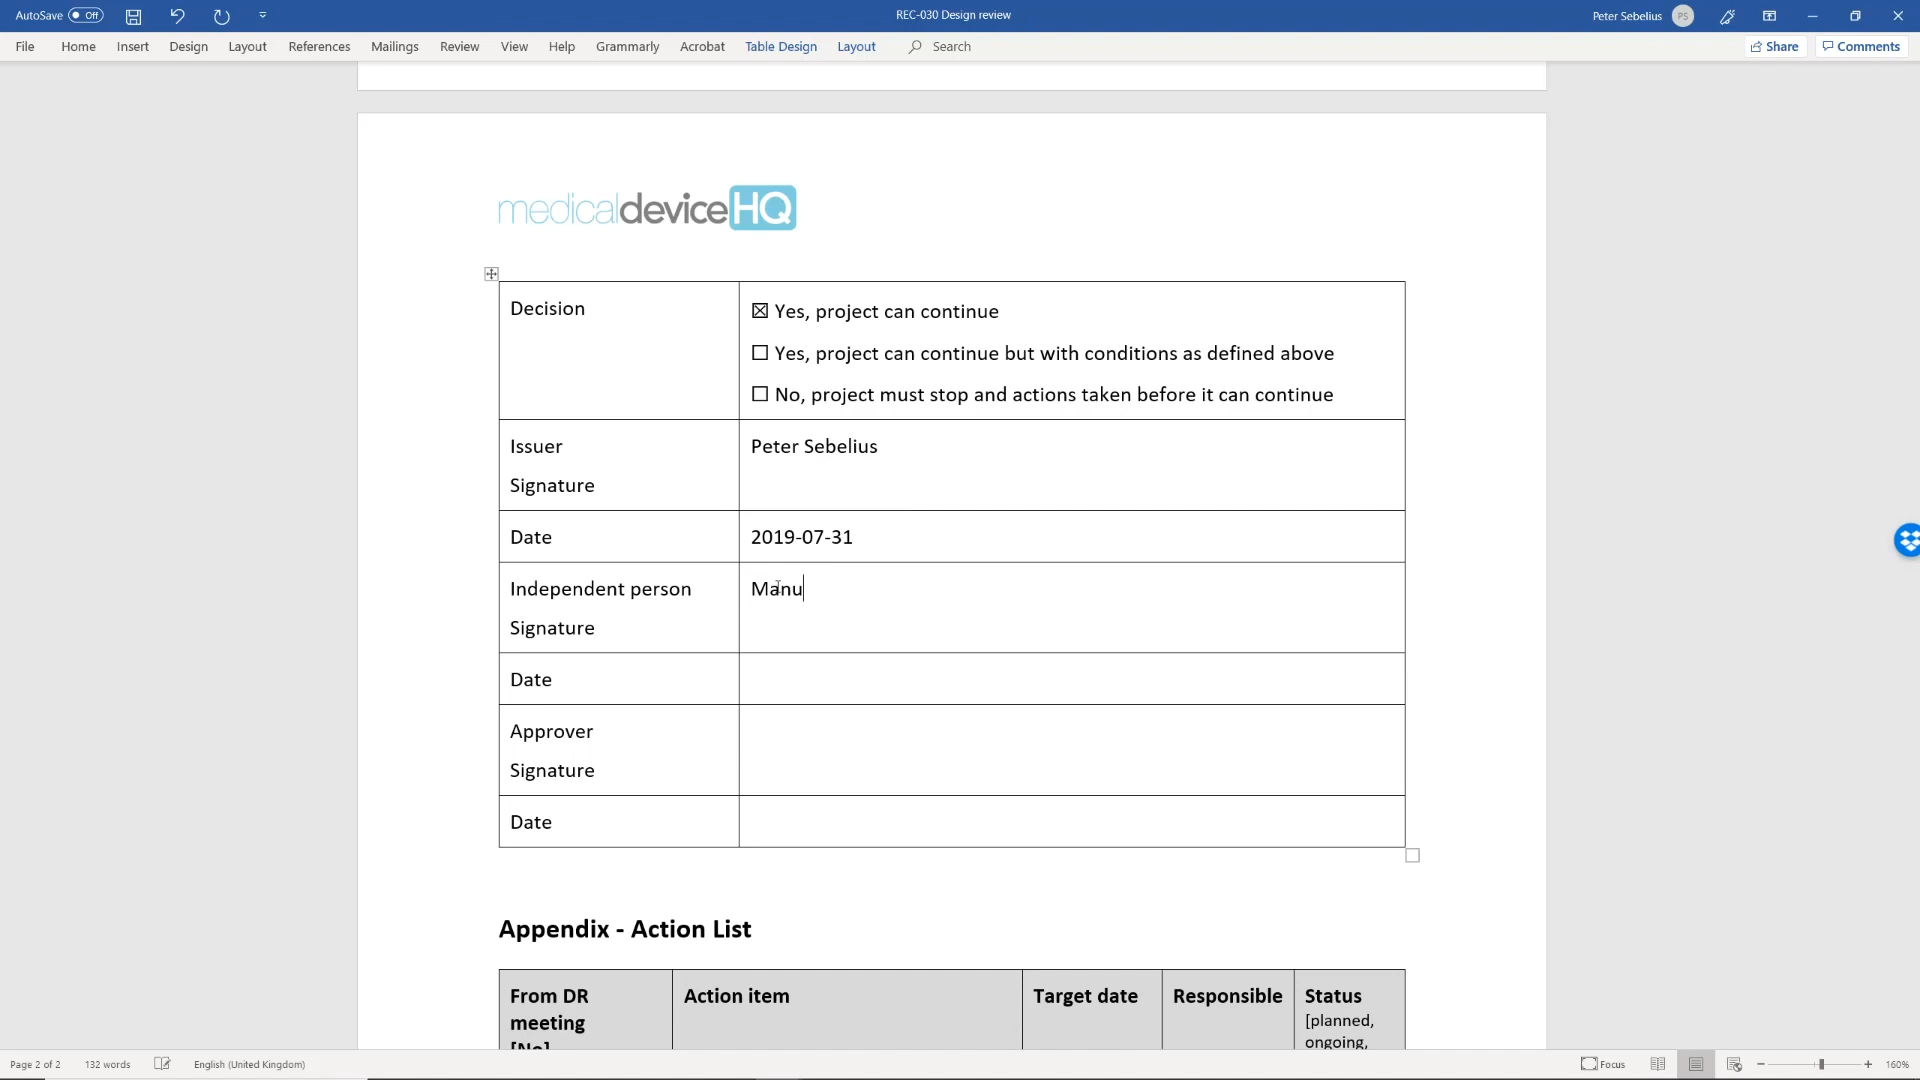 AutoSave Off
REC-030 Design review
Peter Sebelius PS
File Home Insert Design Layout References Mailings Review View Help Grammarly Acrobat Table Design Layout Search
Share Comments
medicaldeviceHQ
Decision
☒ Yes, project can continue
☐ Yes, project can continue but with conditions as defined above
☐ No, project must stop and actions taken before it can continue
Issuer
Signature
Peter Sebelius
Date
2019-07-31
Independent person
Signature
Manu
Date
Approver
Signature
Date
Appendix - Action List
From DR
meeting
[No]
Action item
Target date
Responsible
Status
[planned,
ongoing,
Page 2 of 2 132 words English (United Kingdom) Focus 160%